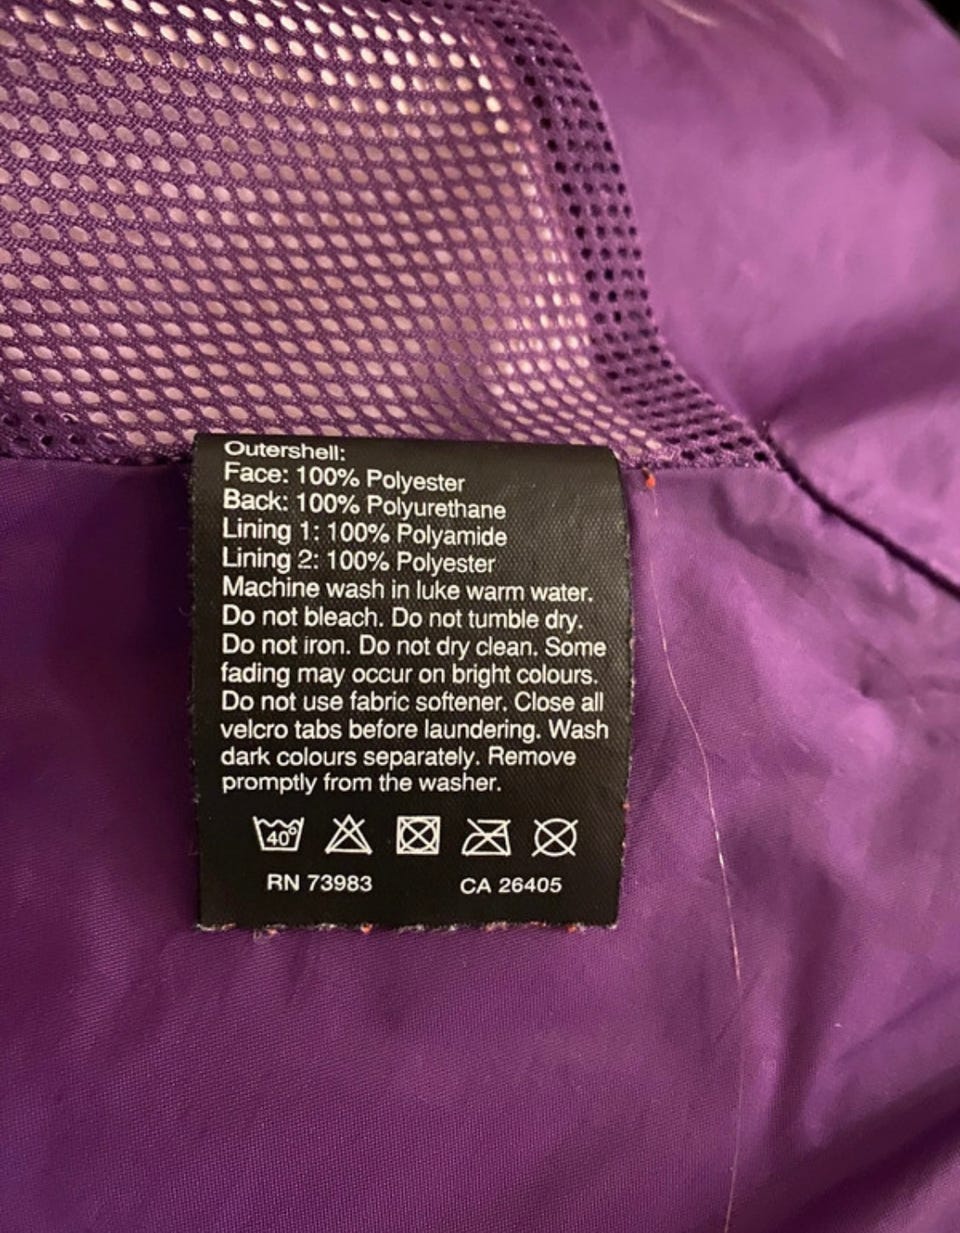 Outershell:
Face: 100% Polyester
Back: 100% Polyurethane
Lining 1: 100% Polyamide
Lining 2: 100% Polyester
Machine wash in luke warm water.
Do not bleach. Do not tumble dry.
Do not iron. Do not dry clean. Some
fading may occur on bright colours.
Do not use fabric softener. Close all
velcro tabs before laundering. Wash
dark colours separately. Remove
promptly from the washer.
40°
RN 73983 CA 26405